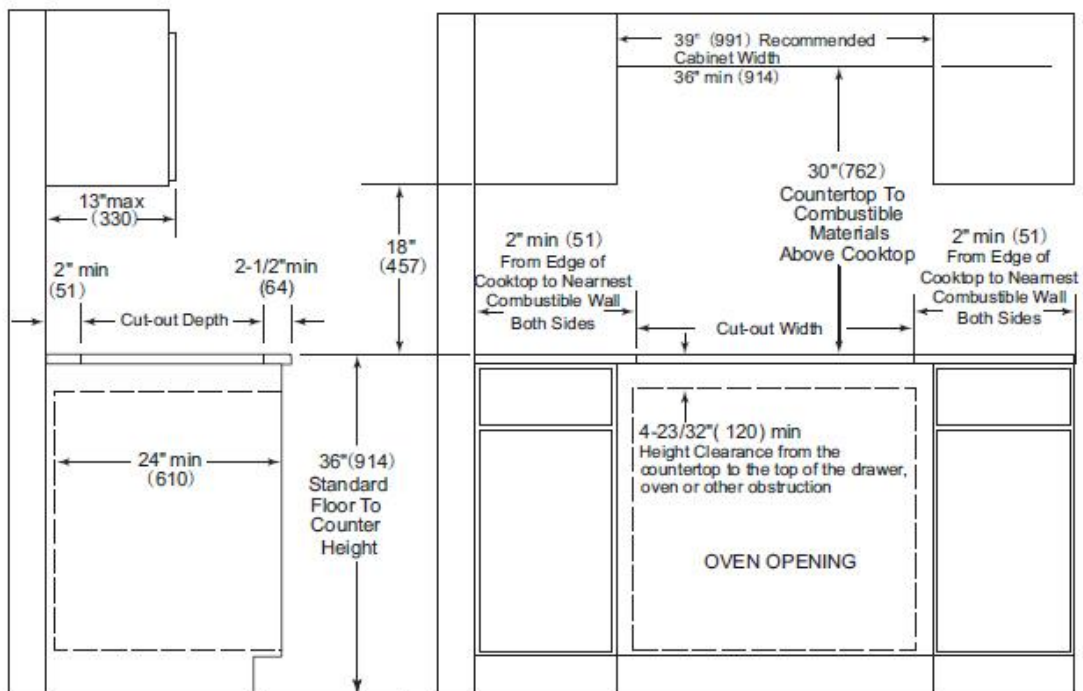 39" (991) Recommended
Cabinet Width
36" min (914)
13"max
(330)
30"(762)
Countertop To
Combustible
Materials
Above Cooktop
18"
(457)
2" min (51)
From Edge of
Cooktop to Nearnest
Combustible Wall
Both Sides
2" min (51)
From Edge of
Cooktop to Nearnest
Combustible Wall
Both Sides
2" min
(51)
2-1/2"min
(64)
Cut-out Depth
Cut-out Width
24" min
(610)
36"(914)
Standard
Floor To
Counter
Height
4-23/32"( 120) min
Height Clearance from the
countertop to the top of the drawer,
oven or other obstruction
OVEN OPENING